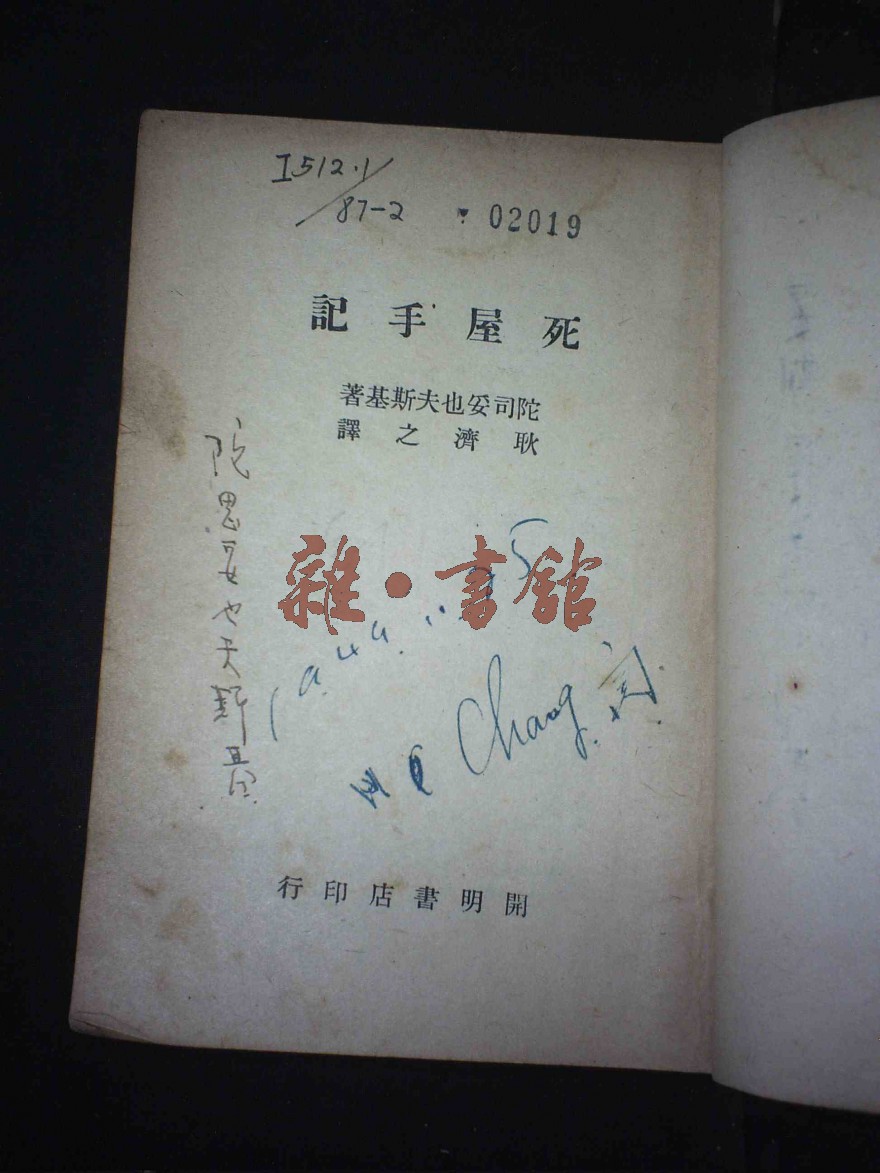 I512.1
87-2 02019
死屋手記
陀司妥也夫斯基著
耿濟之譯
陀思妥也夫斯基
雜·書館
Chang
開明書店印行